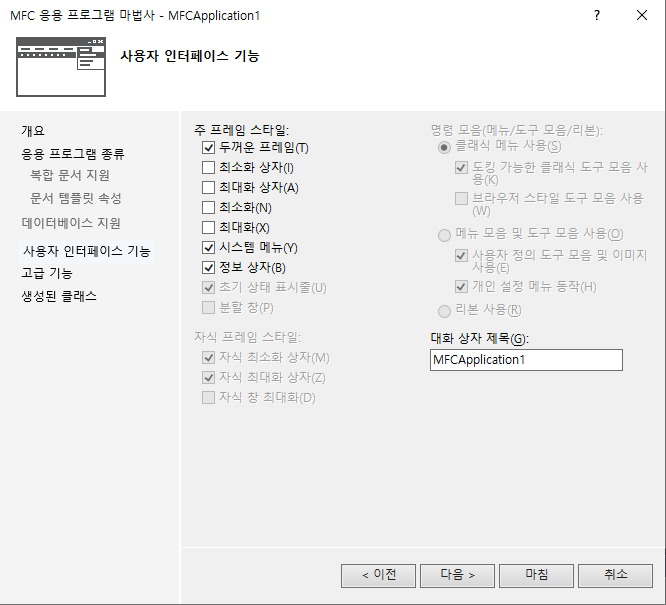 MFC 응용 프로그램 마법사 - MFCApplication1
?
사용자 인터페이스 기능
개요
응용 프로그램 종류
복합 문서 지원
문서 템플릿 속성
데이터베이스 지원
사용자 인터페이스 기능
고급 기능
생성된 클래스
주 프레임 스타일:
두꺼운 프레임(T)
최소화 상자(I)
최대화 상자(A)
최소화(N)
최대화(X)
시스템 메뉴(Y)
정보 상자(B)
초기 상태 표시줄(U)
분할 창(P)
자식 프레임 스타일:
자식 최소화 상자(M)
자식 최대화 상자(Z)
자식 창 최대화(D)
명령 모음(메뉴/도구 모음/리본):
클래식 메뉴 사용(S)
도킹 가능한 클래식 도구 모음 사
용(K)
브라우저 스타일 도구 모음 사용
(W)
메뉴 모음 및 도구 모음 사용(O)
사용자 정의 도구 모음 및 이미지
사용(E)
개인 설정 메뉴 동작(H)
리본 사용(R)
대화 상자 제목(G):
MFCApplication1
< 이전
다음 >
마침
취소